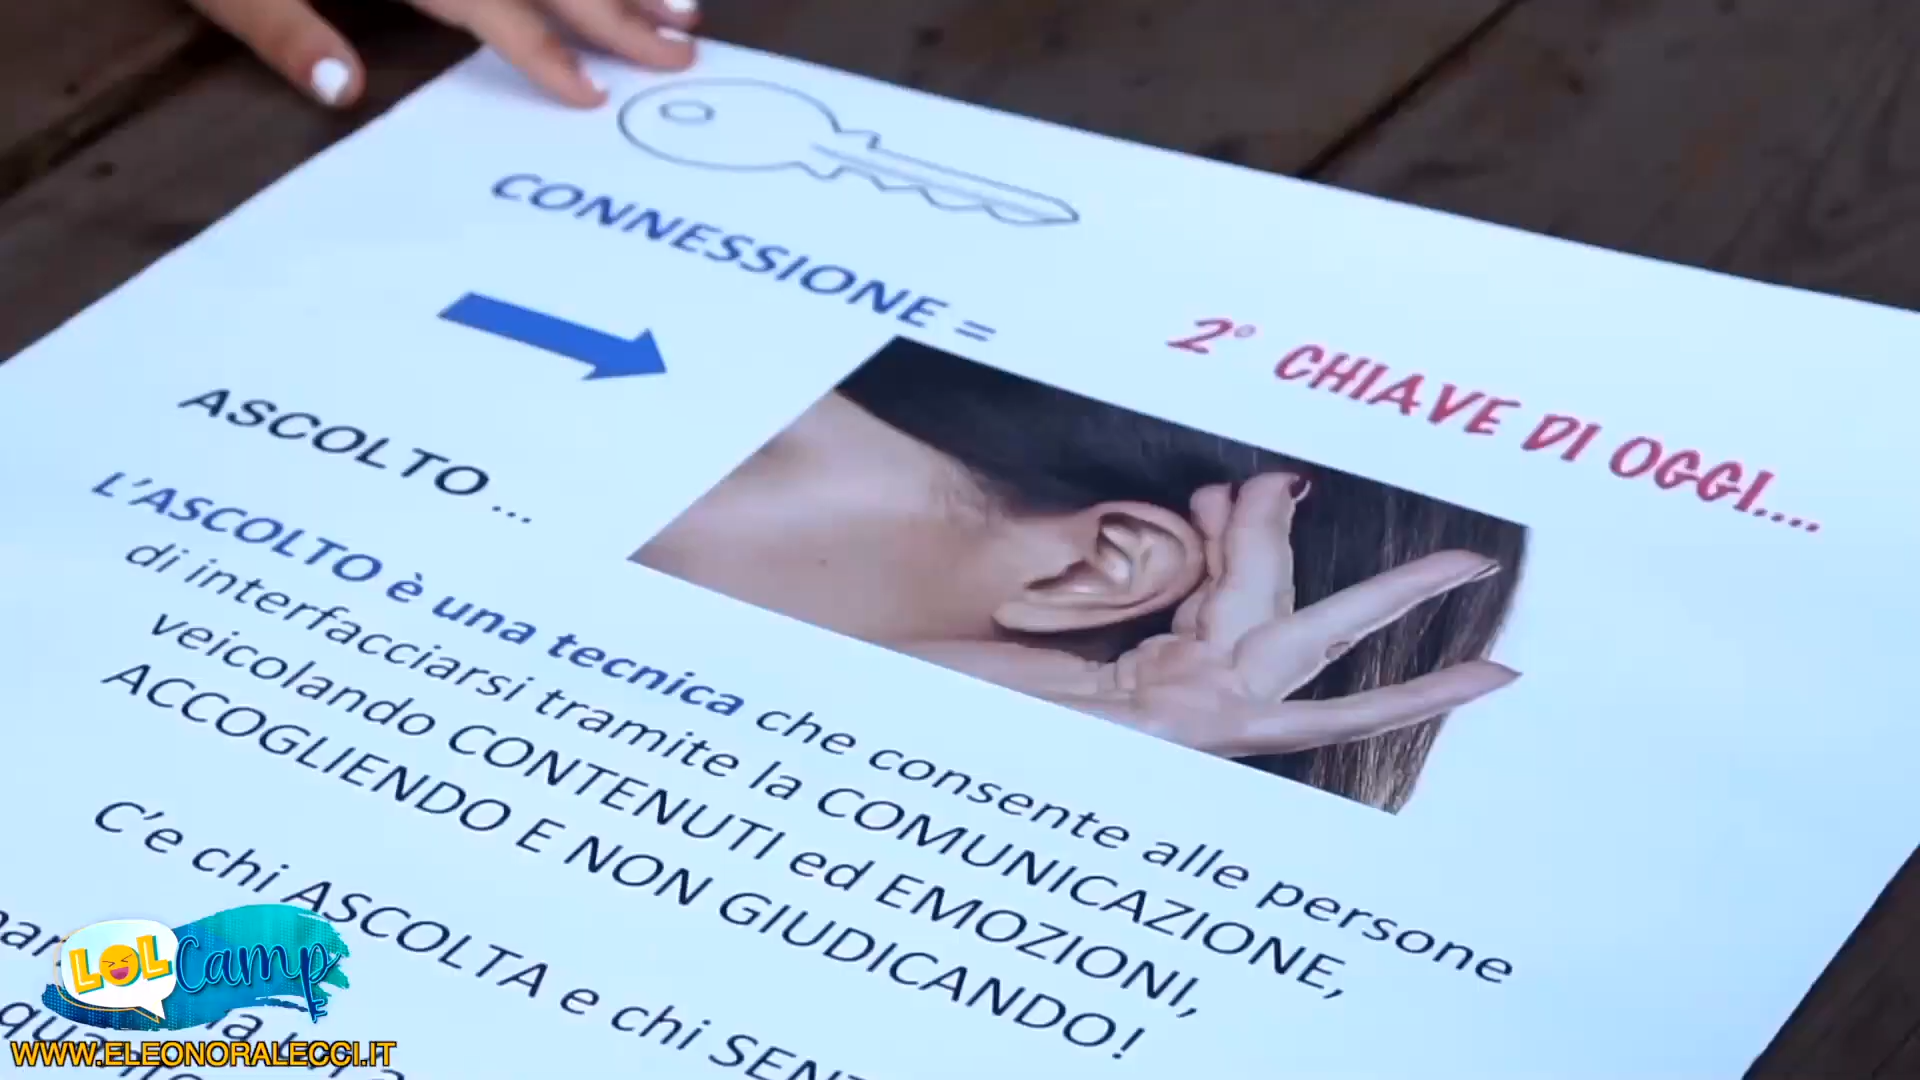 CONNESSIONE =
2° CHIAVE DI OGGI....
ASCOLTO ...
L'ASCOLTO è una tecnica che consente alle persone
di interfacciarsi tramite la COMUNICAZIONE,
veicolando CONTENUTI ed EMOZIONI,
ACCOGLIENDO E NON GIUDICANDO!
C'e chi ASCOLTA e chi
LOL Camp
WWW.ELEONORALECCI.IT